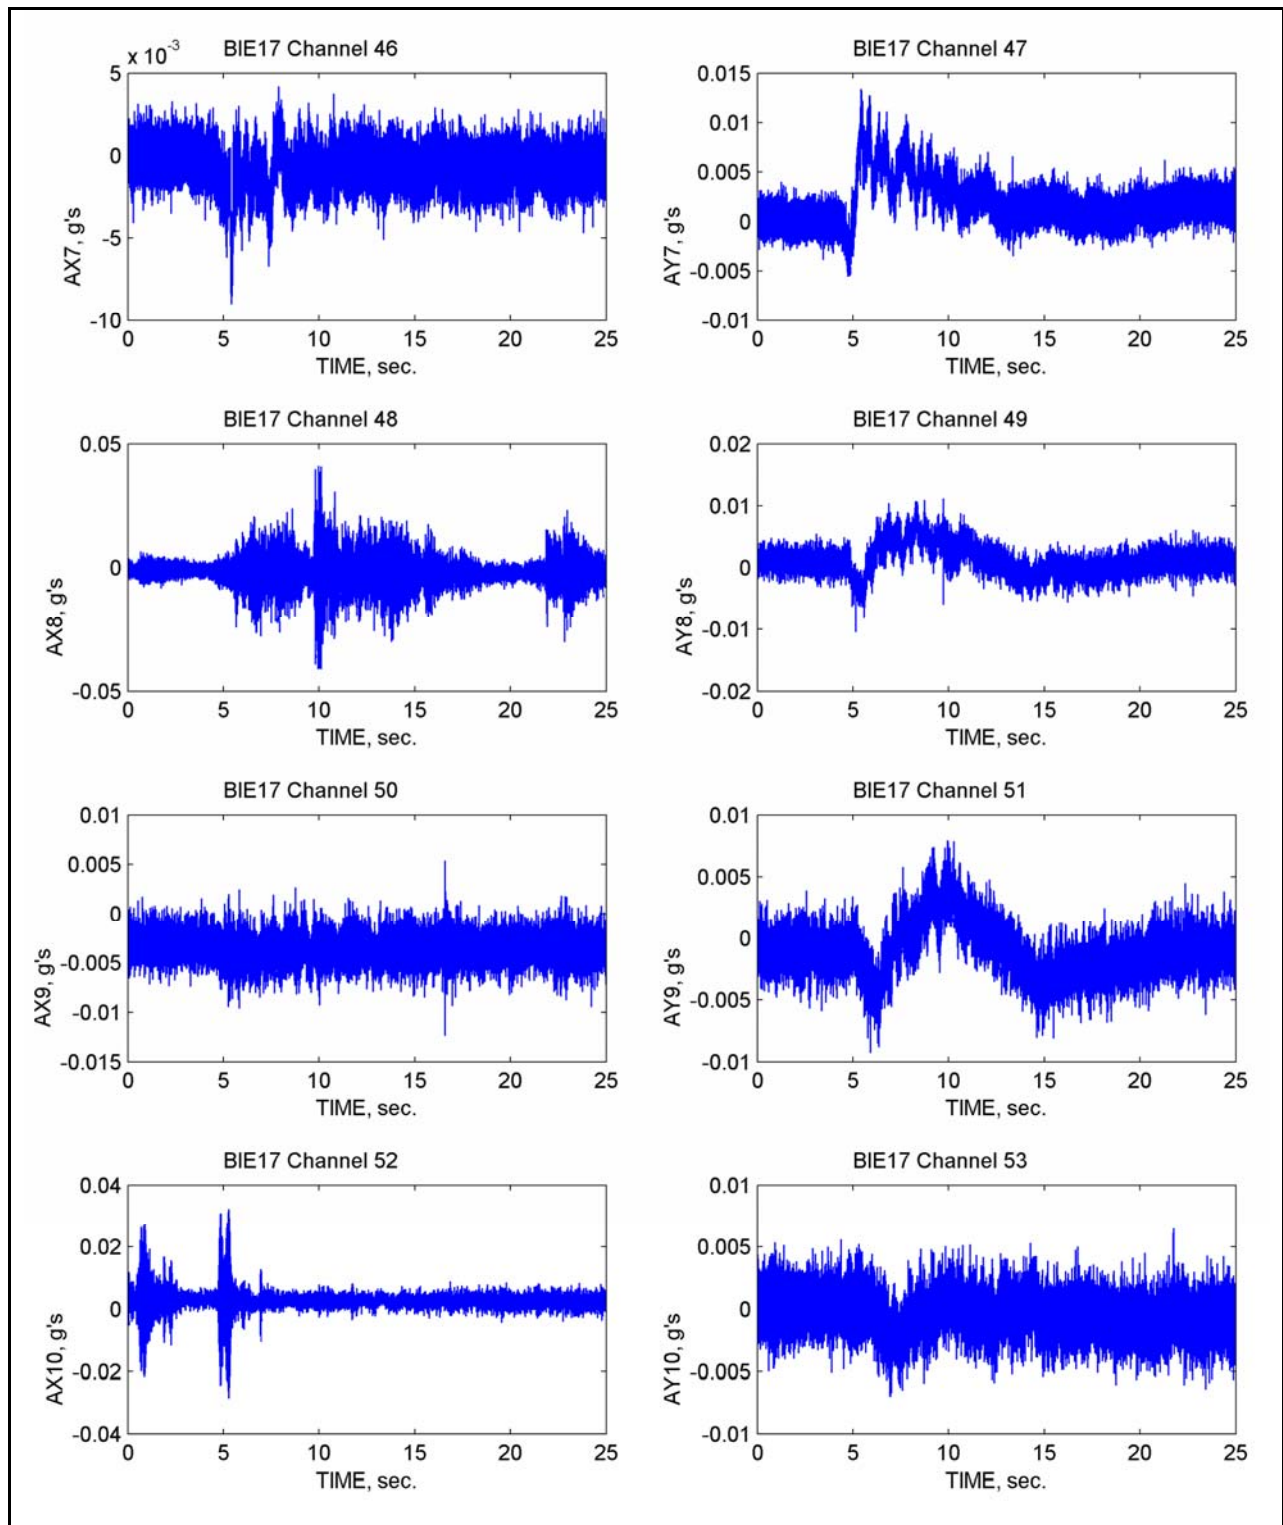 BIE17 Channel 46
x 10-3
5
0
-5
-10
AX7, g's
0 5 10 15 20 25
TIME, sec.
BIE17 Channel 47
0.015
0.01
0.005
0
-0.005
-0.01
AY7, g's
0 5 10 15 20 25
TIME, sec.
BIE17 Channel 48
0.05
0
-0.05
AX8, g's
0 5 10 15 20 25
TIME, sec.
BIE17 Channel 49
0.02
0.01
0
-0.01
-0.02
AY8, g's
0 5 10 15 20 25
TIME, sec.
BIE17 Channel 50
0.01
0.005
0
-0.005
-0.01
-0.015
AX9, g's
0 5 10 15 20 25
TIME, sec.
BIE17 Channel 51
0.01
0.005
0
-0.005
-0.01
AY9, g's
0 5 10 15 20 25
TIME, sec.
BIE17 Channel 52
0.04
0.02
0
-0.02
-0.04
AX10, g's
0 5 10 15 20 25
TIME, sec.
BIE17 Channel 53
0.01
0.005
0
-0.005
-0.01
AY10, g's
0 5 10 15 20 25
TIME, sec.